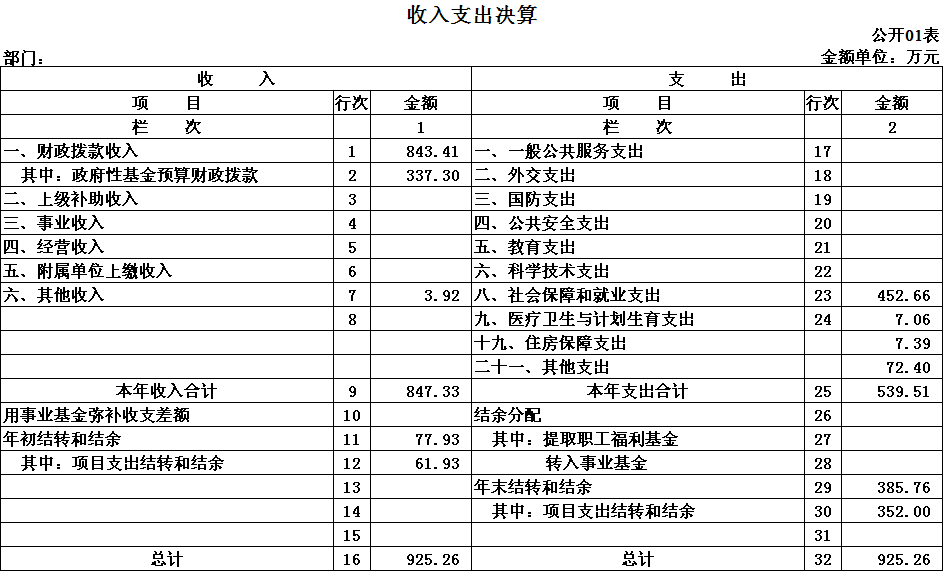 收入支出决算
公开01表
部门： 金额单位：万元
收 入 支 出
项 目 行次 金额 项 目 行次 金额
栏 次 1 栏 次 2
一、财政拨款收入 1 843.41 一、一般公共服务支出 17
其中：政府性基金预算财政拨款 2 337.30 二、外交支出 18
二、上级补助收入 3 三、国防支出 19
三、事业收入 4 四、公共安全支出 20
四、经营收入 5 五、教育支出 21
五、附属单位上缴收入 6 六、科学技术支出 22
六、其他收入 7 3.92 八、社会保障和就业支出 23 452.66
8 九、医疗卫生与计划生育支出 24 7.06
十九、住房保障支出 7.39
二十一、其他支出 72.40
本年收入合计 9 847.33 本年支出合计 25 539.51
用事业基金弥补收支差额 10 结余分配 26
年初结转和结余 11 77.93 其中：提取职工福利基金 27
其中：项目支出结转和结余 12 61.93 转入事业基金 28
13 年末结转和结余 29 385.76
14 其中：项目支出结转和结余 30 352.00
15 31
总计 16 925.26 总计 32 925.26